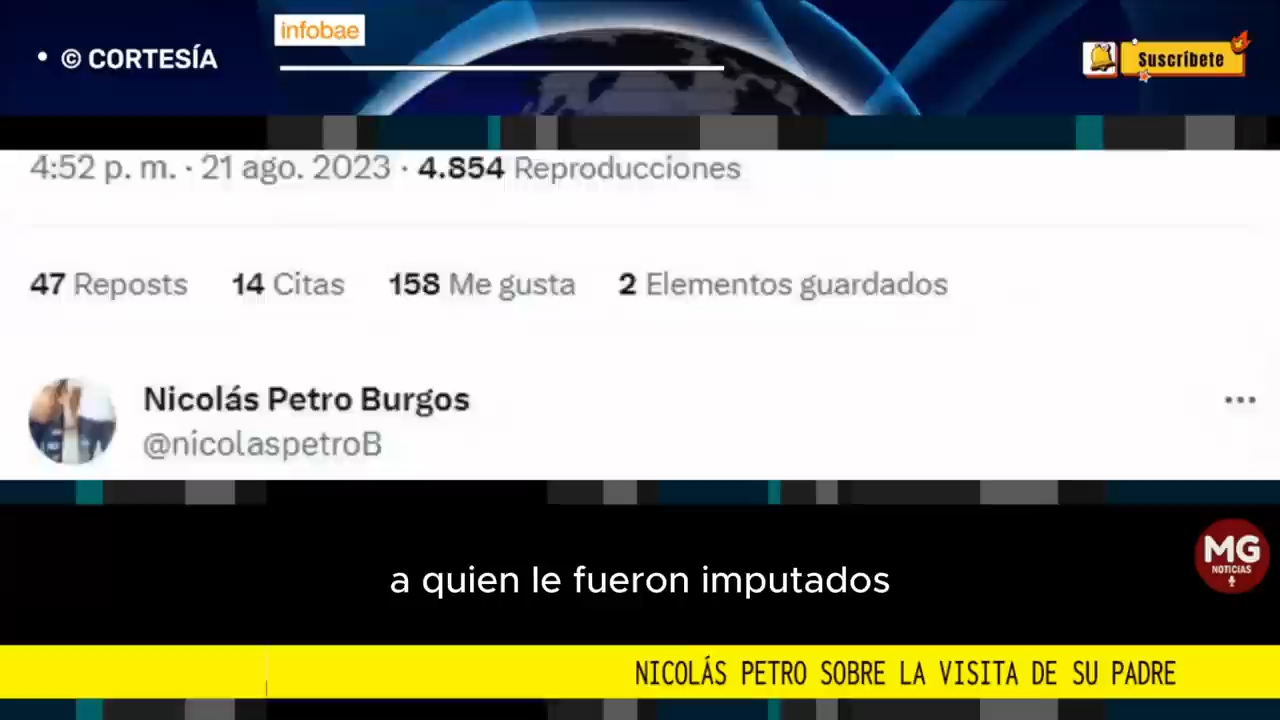 infobae
• © CORTESÍA
Suscríbete
4:52 p. m. · 21 ago. 2023 · 4.854 Reproducciones
47 Reposts 14 Citas 158 Me gusta 2 Elementos guardados
Nicolás Petro Burgos
@nicolaspetroB
a quien le fueron imputados
MG
NOTICIAS
NICOLÁS PETRO SOBRE LA VISITA DE SU PADRE